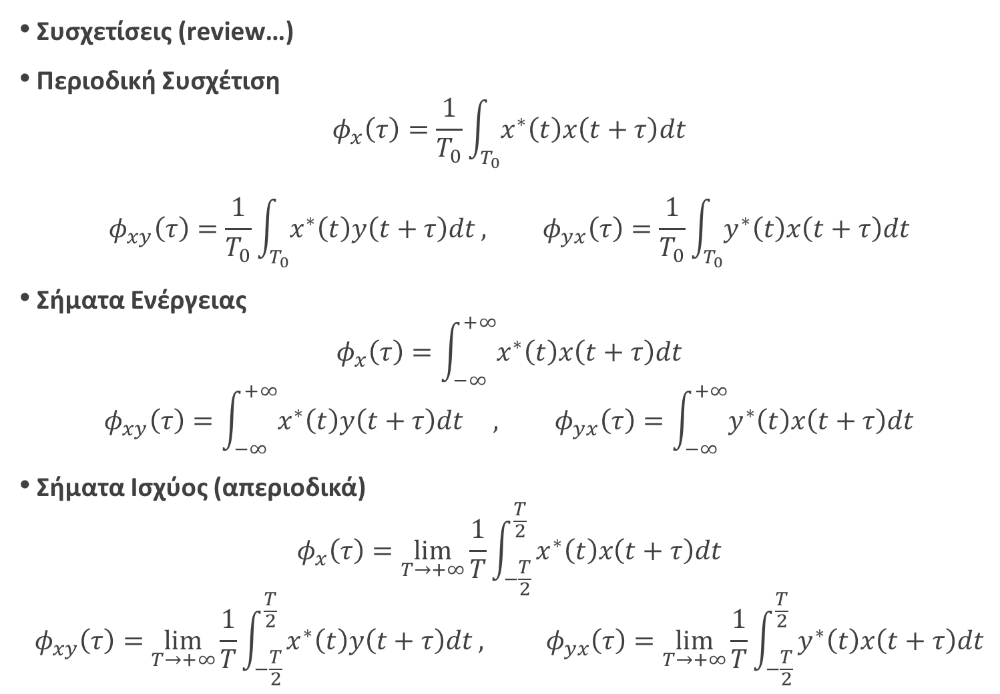 • Συσχετίσεις (review…)
• Περιοδική Συσχέτιση
$\phi_x(\tau) = \frac{1}{T_0} \int_{T_0} x^*(t)x(t+\tau)dt$
$\phi_{xy}(\tau) = \frac{1}{T_0} \int_{T_0} x^*(t)y(t+\tau)dt \,, \qquad \phi_{yx}(\tau) = \frac{1}{T_0} \int_{T_0} y^*(t)x(t+\tau)dt$
• Σήματα Ενέργειας
$\phi_x(\tau) = \int_{-\infty}^{+\infty} x^*(t)x(t+\tau)dt$
$\phi_{xy}(\tau) = \int_{-\infty}^{+\infty} x^*(t)y(t+\tau)dt \quad , \qquad \phi_{yx}(\tau) = \int_{-\infty}^{+\infty} y^*(t)x(t+\tau)dt$
• Σήματα Ισχύος (απεριοδικά)
$\phi_x(\tau) = \lim_{T \to +\infty} \frac{1}{T} \int_{-\frac{T}{2}}^{\frac{T}{2}} x^*(t)x(t+\tau)dt$
$\phi_{xy}(\tau) = \lim_{T \to +\infty} \frac{1}{T} \int_{-\frac{T}{2}}^{\frac{T}{2}} x^*(t)y(t+\tau)dt \,, \qquad \phi_{yx}(\tau) = \lim_{T \to +\infty} \frac{1}{T} \int_{-\frac{T}{2}}^{\frac{T}{2}} y^*(t)x(t+\tau)dt$